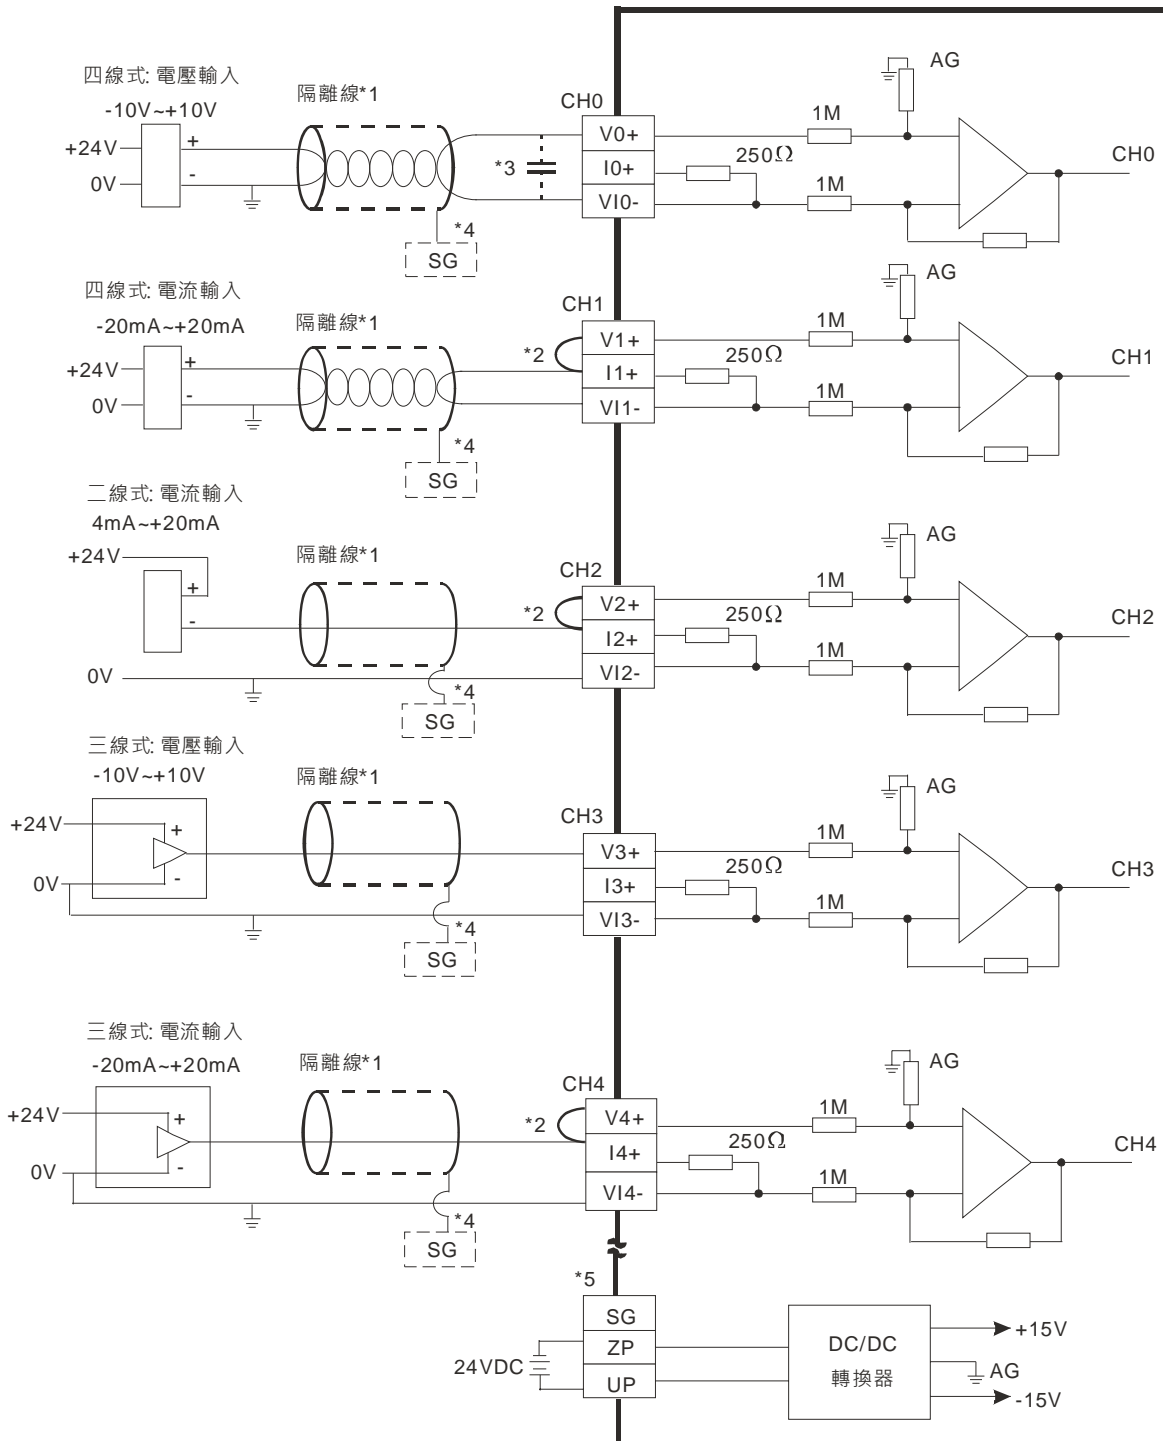 四線式: 電壓輸入
-10V~+10V
+24V
0V
+
-
隔離線*1
*3
*4
SG
CH0
V0+
I0+
VI0-
250Ω
1M
1M
AG
CH0
四線式: 電流輸入
-20mA~+20mA
+24V
0V
+
-
隔離線*1
*2
*4
SG
CH1
V1+
I1+
VI1-
250Ω
1M
1M
AG
CH1
二線式: 電流輸入
4mA~+20mA
+24V
+
-
0V
隔離線*1
*2
*4
SG
CH2
V2+
I2+
VI2-
250Ω
1M
1M
AG
CH2
三線式: 電壓輸入
-10V~+10V
+24V
0V
+
-
隔離線*1
*4
SG
CH3
V3+
I3+
VI3-
250Ω
1M
1M
AG
CH3
三線式: 電流輸入
-20mA~+20mA
+24V
0V
+
-
隔離線*1
*2
*4
SG
CH4
V4+
I4+
VI4-
250Ω
1M
1M
AG
CH4
*5
SG
ZP
UP
24VDC
DC/DC
轉換器
+15V
AG
-15V